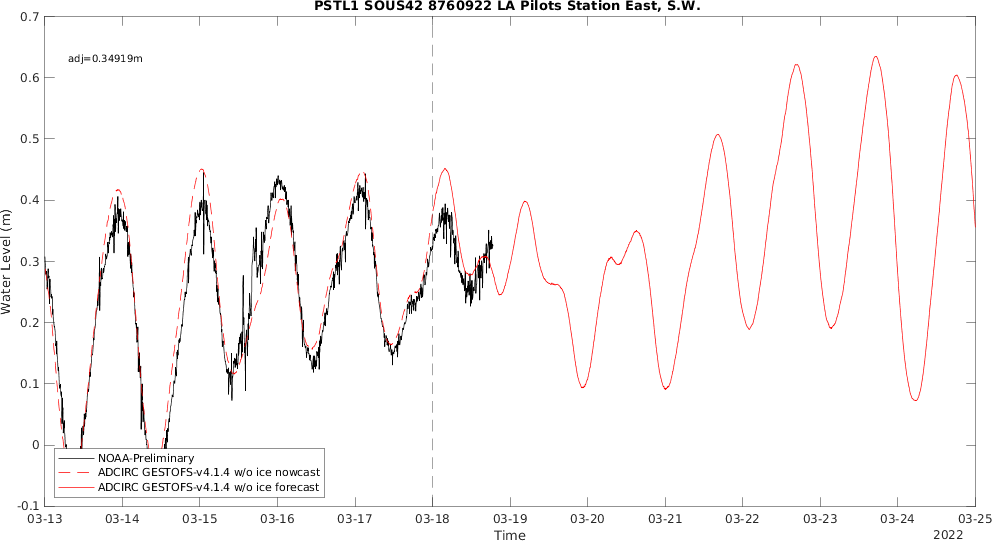 PSTL1 SOUS42 8760922 LA Pilots Station East, S.W.
0.7
adj=0.34919m
0.6
0.5
0.4
0.3
0.2
0.1
0
-0.1
Water Level (m)
NOAA-Preliminary
ADCIRC GESTOFS-v4.1.4 w/o ice nowcast
ADCIRC GESTOFS-v4.1.4 w/o ice forecast
03-13 03-14 03-15 03-16 03-17 03-18 03-19 03-20 03-21 03-22 03-23 03-24 03-25
Time
2022